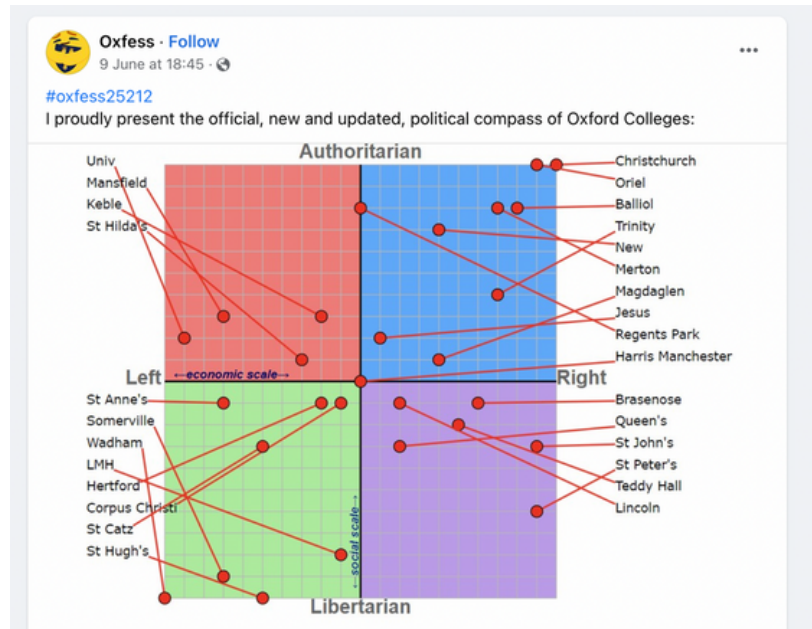 Oxfess · Follow
9 June at 18:45 ·
#oxfess25212
I proudly present the official, new and updated, political compass of Oxford Colleges:
Authoritarian
Univ
Mansfield
Keble
St Hilda's
Christchurch
Oriel
Balliol
Trinity
New
Merton
Magdaglen
Jesus
Regents Park
Harris Manchester
Left
←economic scale→
Right
St Anne's
Somerville
Wadham
LMH
Hertford
Corpus Christi
St Catz
St Hugh's
Brasenose
Queen's
St John's
St Peter's
Teddy Hall
Lincoln
←social scale→
Libertarian